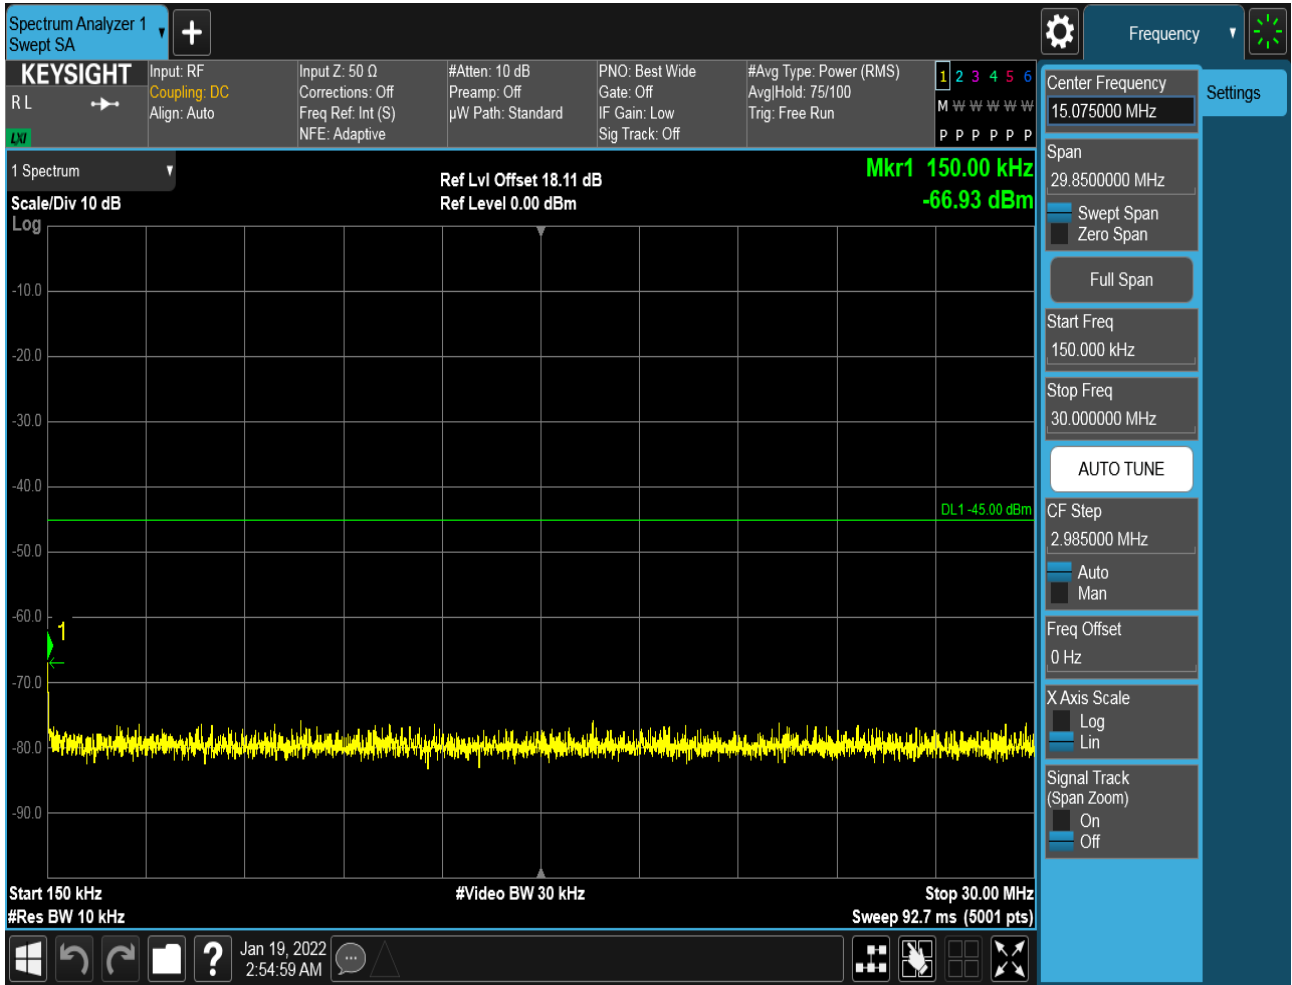 Spectrum Analyzer 1
Swept SA
Frequency
KEYSIGHT
R L
LXI
Input: RF
Coupling: DC
Align: Auto
Input Z: 50 Ω
Corrections: Off
Freq Ref: Int (S)
NFE: Adaptive
#Atten: 10 dB
Preamp: Off
µW Path: Standard
PNO: Best Wide
Gate: Off
IF Gain: Low
Sig Track: Off
#Avg Type: Power (RMS)
Avg|Hold: 75/100
Trig: Free Run
1 2 3 4 5 6
M W W W W W
P P P P P P
1 Spectrum
Scale/Div 10 dB
Log
Ref Lvl Offset 18.11 dB
Ref Level 0.00 dBm
Mkr1 150.00 kHz
-66.93 dBm
-10.0
-20.0
-30.0
-40.0
DL1 -45.00 dBm
-50.0
-60.0
1
-70.0
-80.0
-90.0
Start 150 kHz
#Video BW 30 kHz
Stop 30.00 MHz
#Res BW 10 kHz
Sweep 92.7 ms (5001 pts)
Center Frequency
15.075000 MHz
Settings
Span
29.8500000 MHz
Swept Span
Zero Span
Full Span
Start Freq
150.000 kHz
Stop Freq
30.000000 MHz
AUTO TUNE
CF Step
2.985000 MHz
Auto
Man
Freq Offset
0 Hz
X Axis Scale
Log
Lin
Signal Track
(Span Zoom)
On
Off
?
Jan 19, 2022
2:54:59 AM